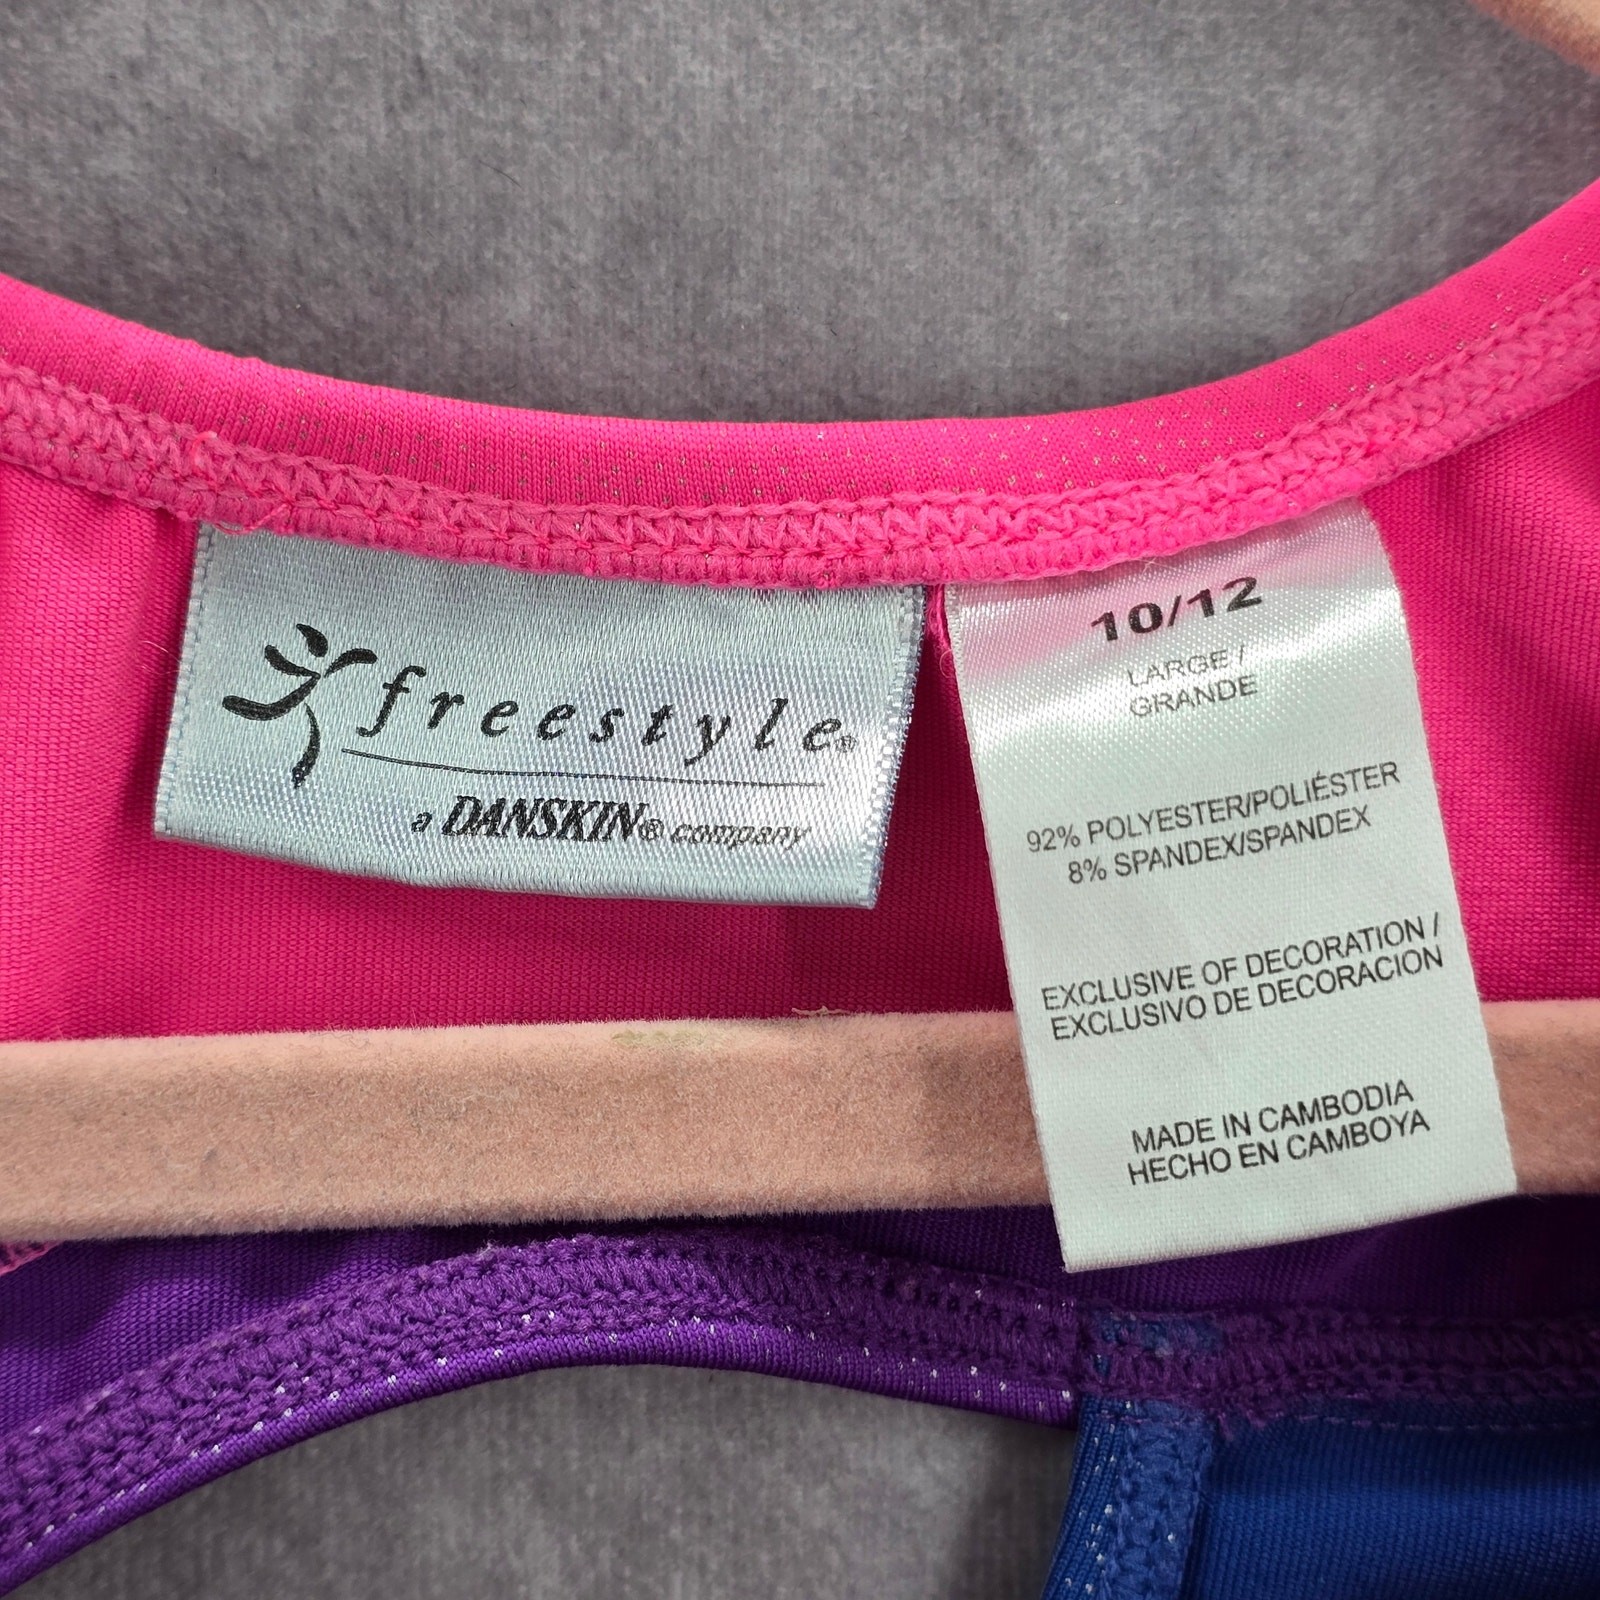 freestyle®
a DANSKIN® company
10/12
LARGE /
GRANDE
92% POLYESTER/POLIÉSTER
8% SPANDEX/SPANDEX
EXCLUSIVE OF DECORATION /
EXCLUSIVO DE DECORACION
MADE IN CAMBODIA
HECHO EN CAMBOYA